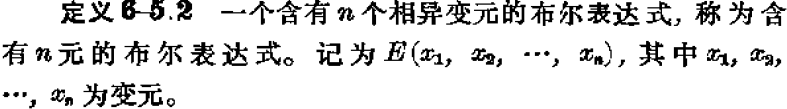 定义6-5.2 一个含有n个相异变元的布尔表达式, 称为含
有n元的布尔表达式。记为E(x₁, x₂, ⋯, xₙ), 其中x₁, x₂,
⋯, xₙ为变元。